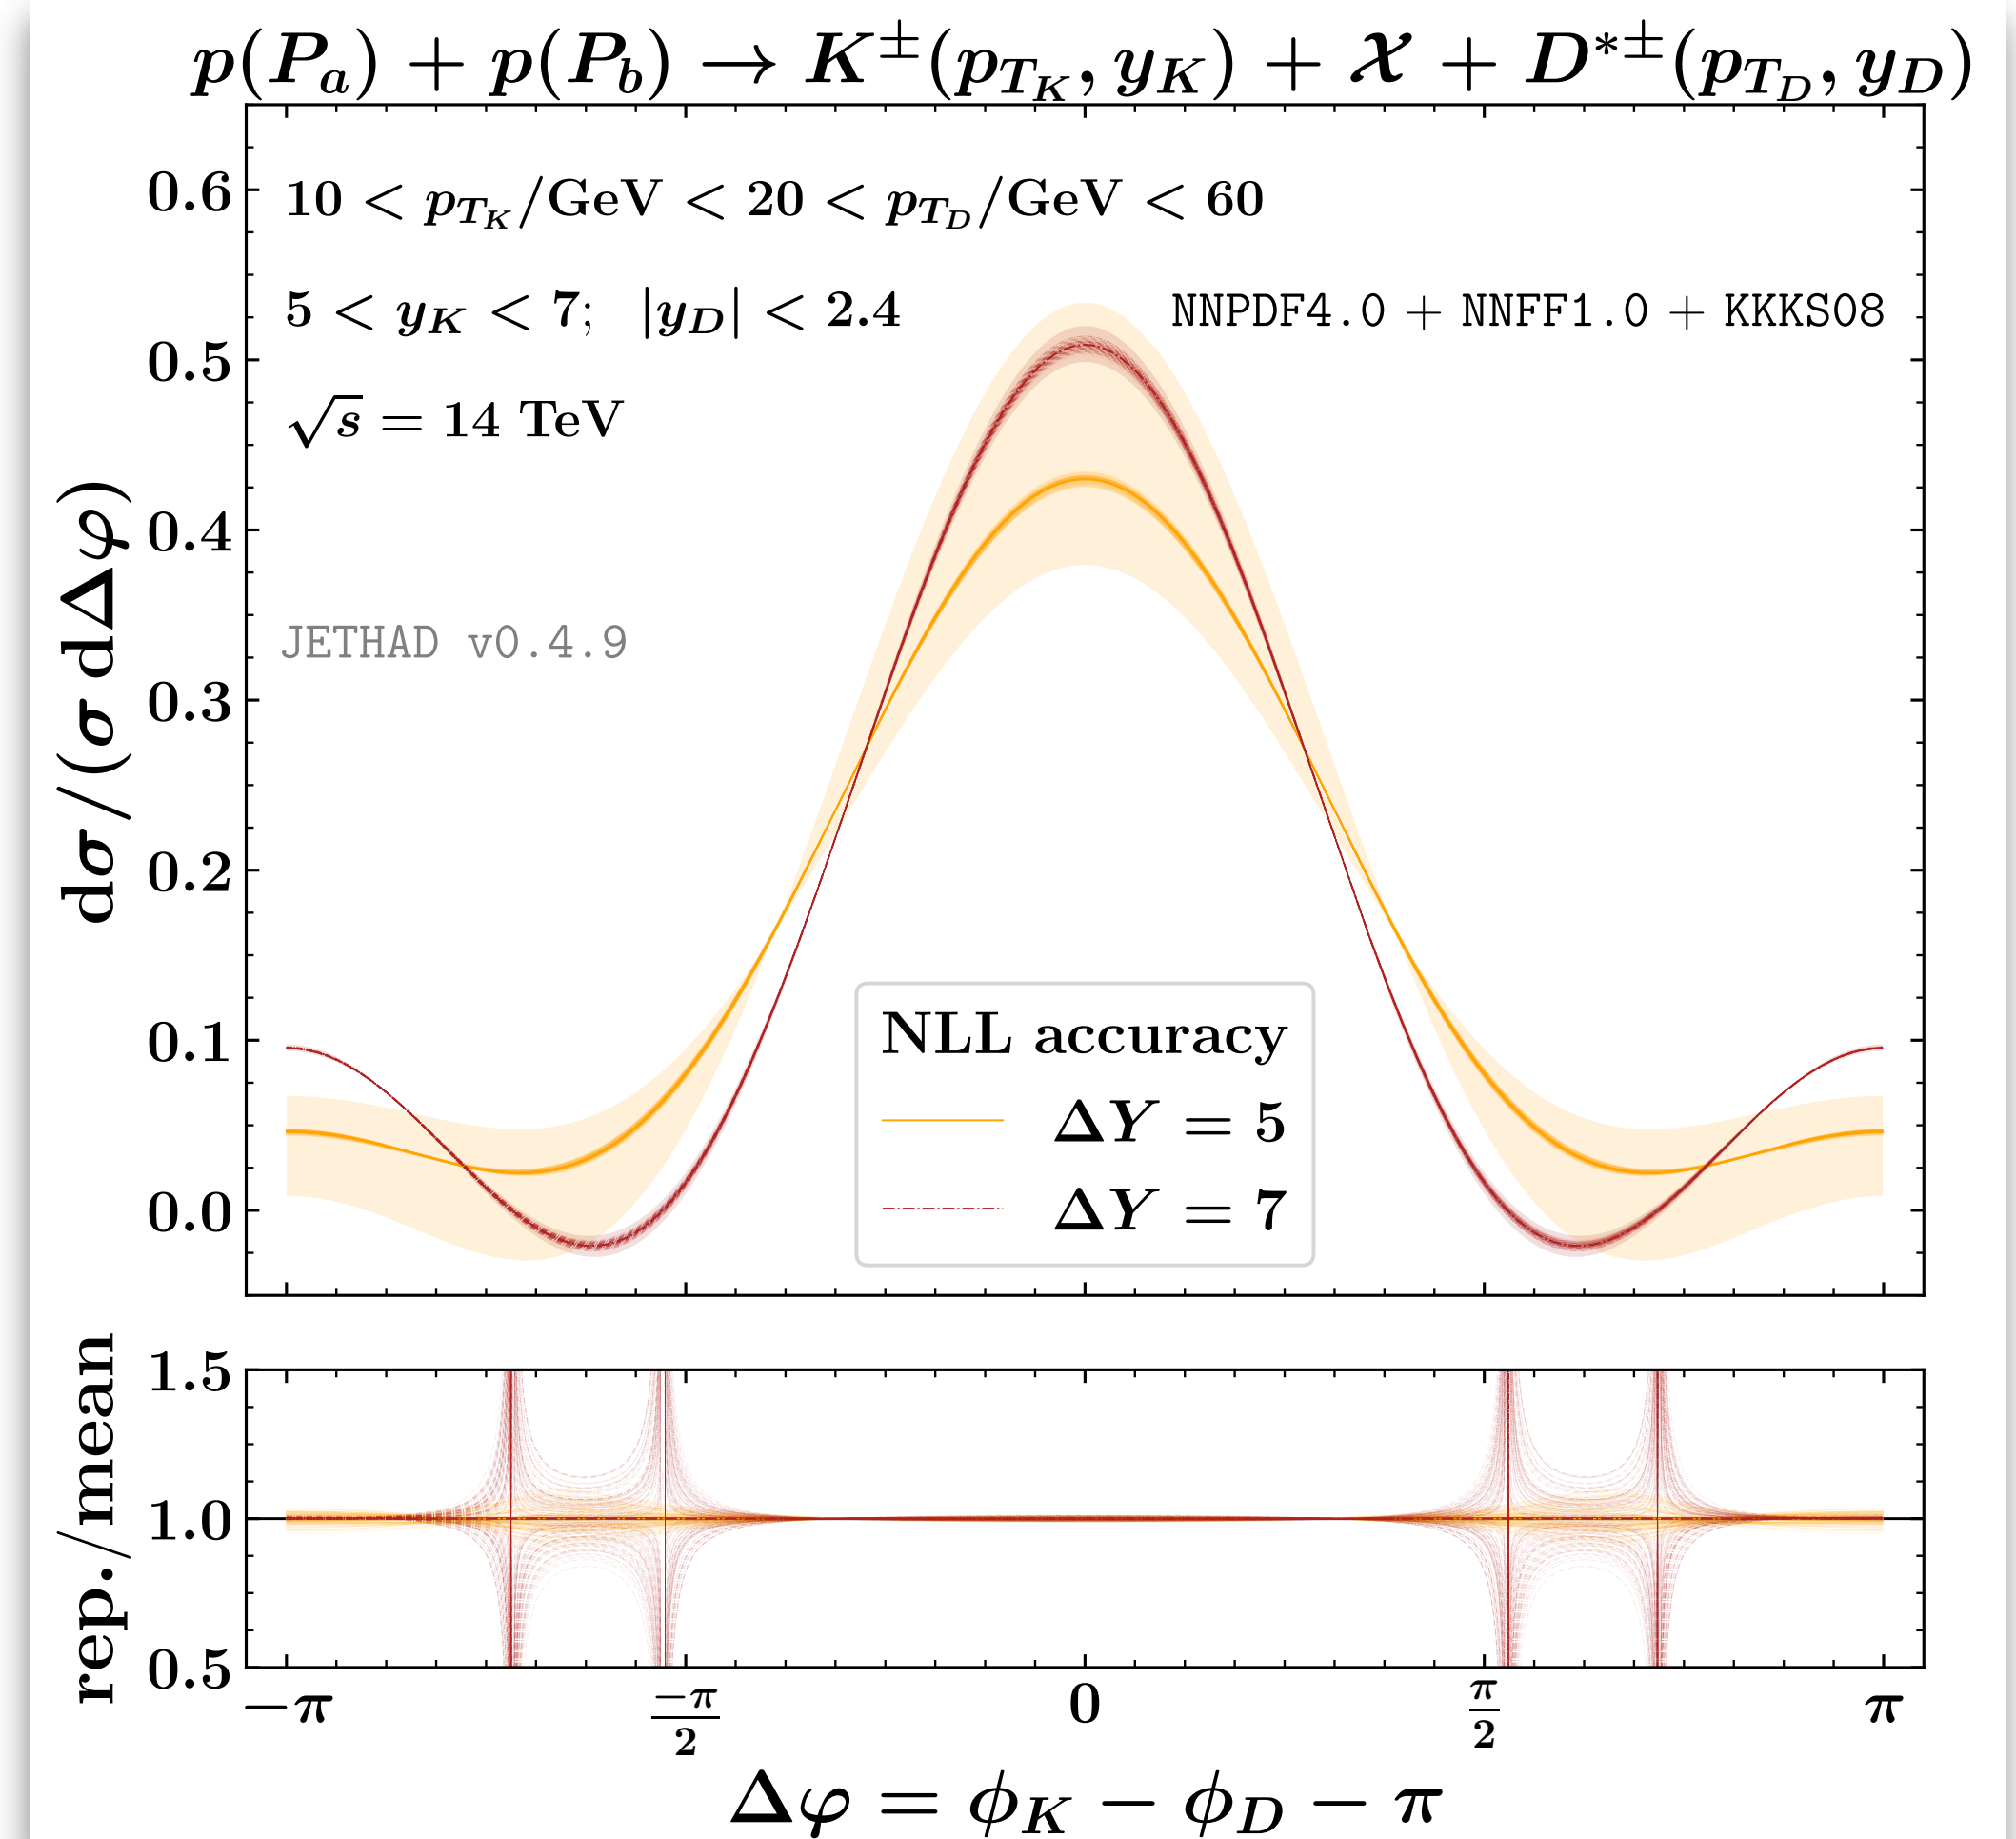 p(P_a) + p(P_b) → K^±(p_{T_K}, y_K) + 𝒳 + D^{*±}(p_{T_D}, y_D)
10 < p_{T_K}/GeV < 20 < p_{T_D}/GeV < 60
5 < y_K < 7; |y_D| < 2.4
NNPDF4.0 + NNFF1.0 + KKKS08
√s = 14 TeV
JETHAD v0.4.9
dσ/(σ dΔφ)
0.6
0.5
0.4
0.3
0.2
0.1
0.0
NLL accuracy
ΔY = 5
ΔY = 7
rep./mean
1.5
1.0
0.5
−π
−π/2
0
π/2
π
Δφ = ϕ_K − ϕ_D − π